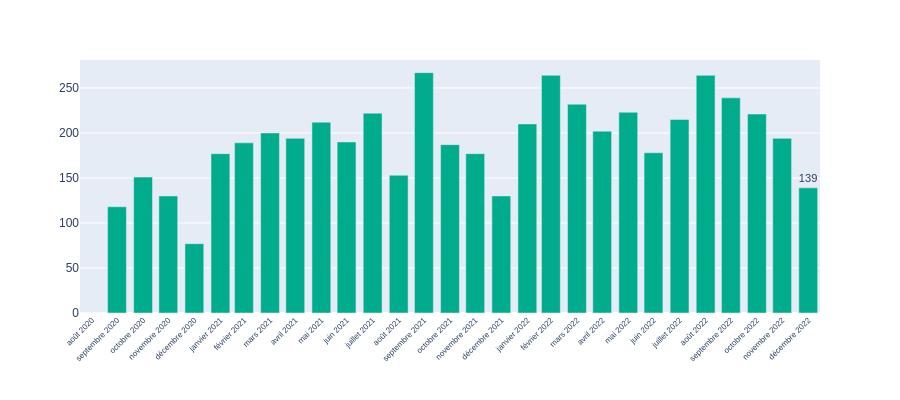 250
200
150
100
50
0
139
août 2020
septembre 2020
octobre 2020
novembre 2020
décembre 2020
janvier 2021
février 2021
mars 2021
avril 2021
mai 2021
juin 2021
juillet 2021
août 2021
septembre 2021
octobre 2021
novembre 2021
décembre 2021
janvier 2022
février 2022
mars 2022
avril 2022
mai 2022
juin 2022
juillet 2022
août 2022
septembre 2022
octobre 2022
novembre 2022
décembre 2022